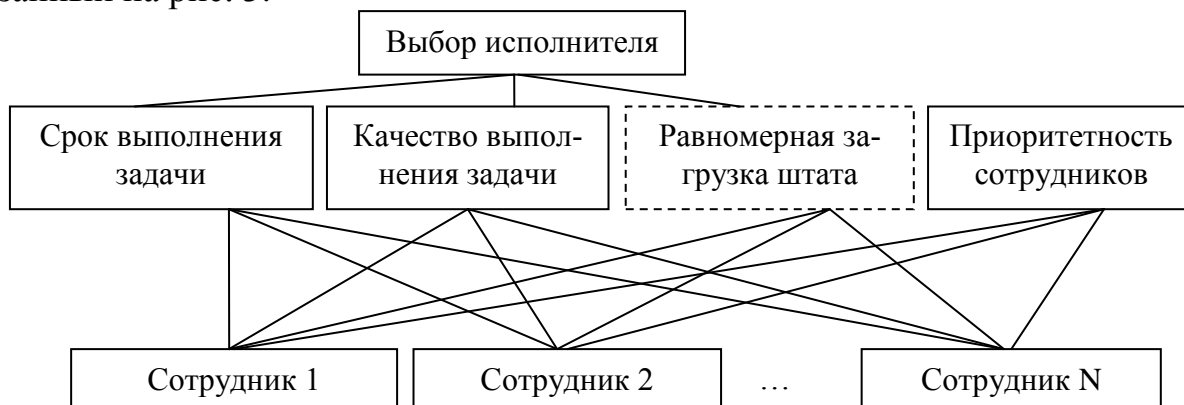 ванный на рис. 3.
Выбор исполнителя
Срок выполнения
задачи
Качество выпол-
нения задачи
Равномерная за-
грузка штата
Приоритетность
сотрудников
Сотрудник 1
Сотрудник 2
…
Сотрудник N